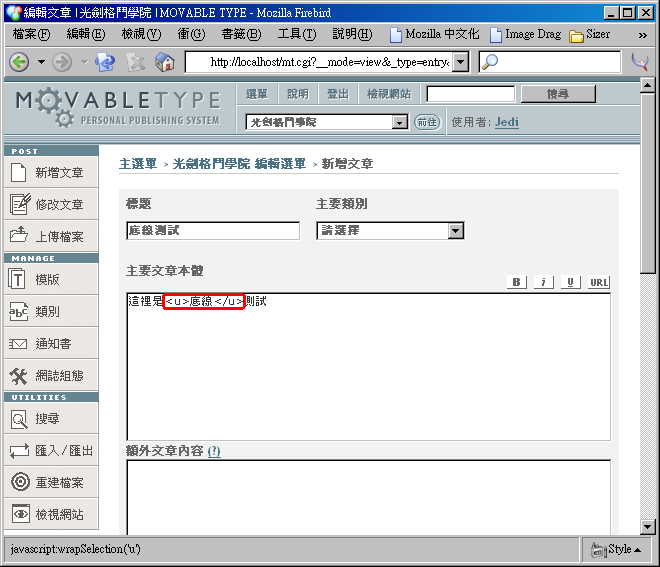 編輯文章 | 光劍格鬥學院 | MOVABLE TYPE - Mozilla Firebird
檔案(F) 編輯(E) 檢視(V) 衝(G) 書籤(B) 工具(T) 說明(H) Mozilla 中文化 Image Drag Sizer »
http://localhost/mt.cgi?__mode=view&_type=entry&
MOVABLETYPE
PERSONAL PUBLISHING SYSTEM
選單 說明 登出 檢視網站 搜尋
光劍格鬥學院 前往 使用者: Jedi
POST
新增文章
修改文章
上傳檔案
MANAGE
模版
類別
通知書
網誌組態
UTILITIES
搜尋
匯入/匯出
重建檔案
檢視網站
主選單 > 光劍格鬥學院 編輯選單 > 新增文章
標題 主要類別
底線測試 請選擇
主要文章本體
B i U URL
這裡是<u>底線</u>測試
額外文章內容 (?)
javascript:wrapSelection('u') Style